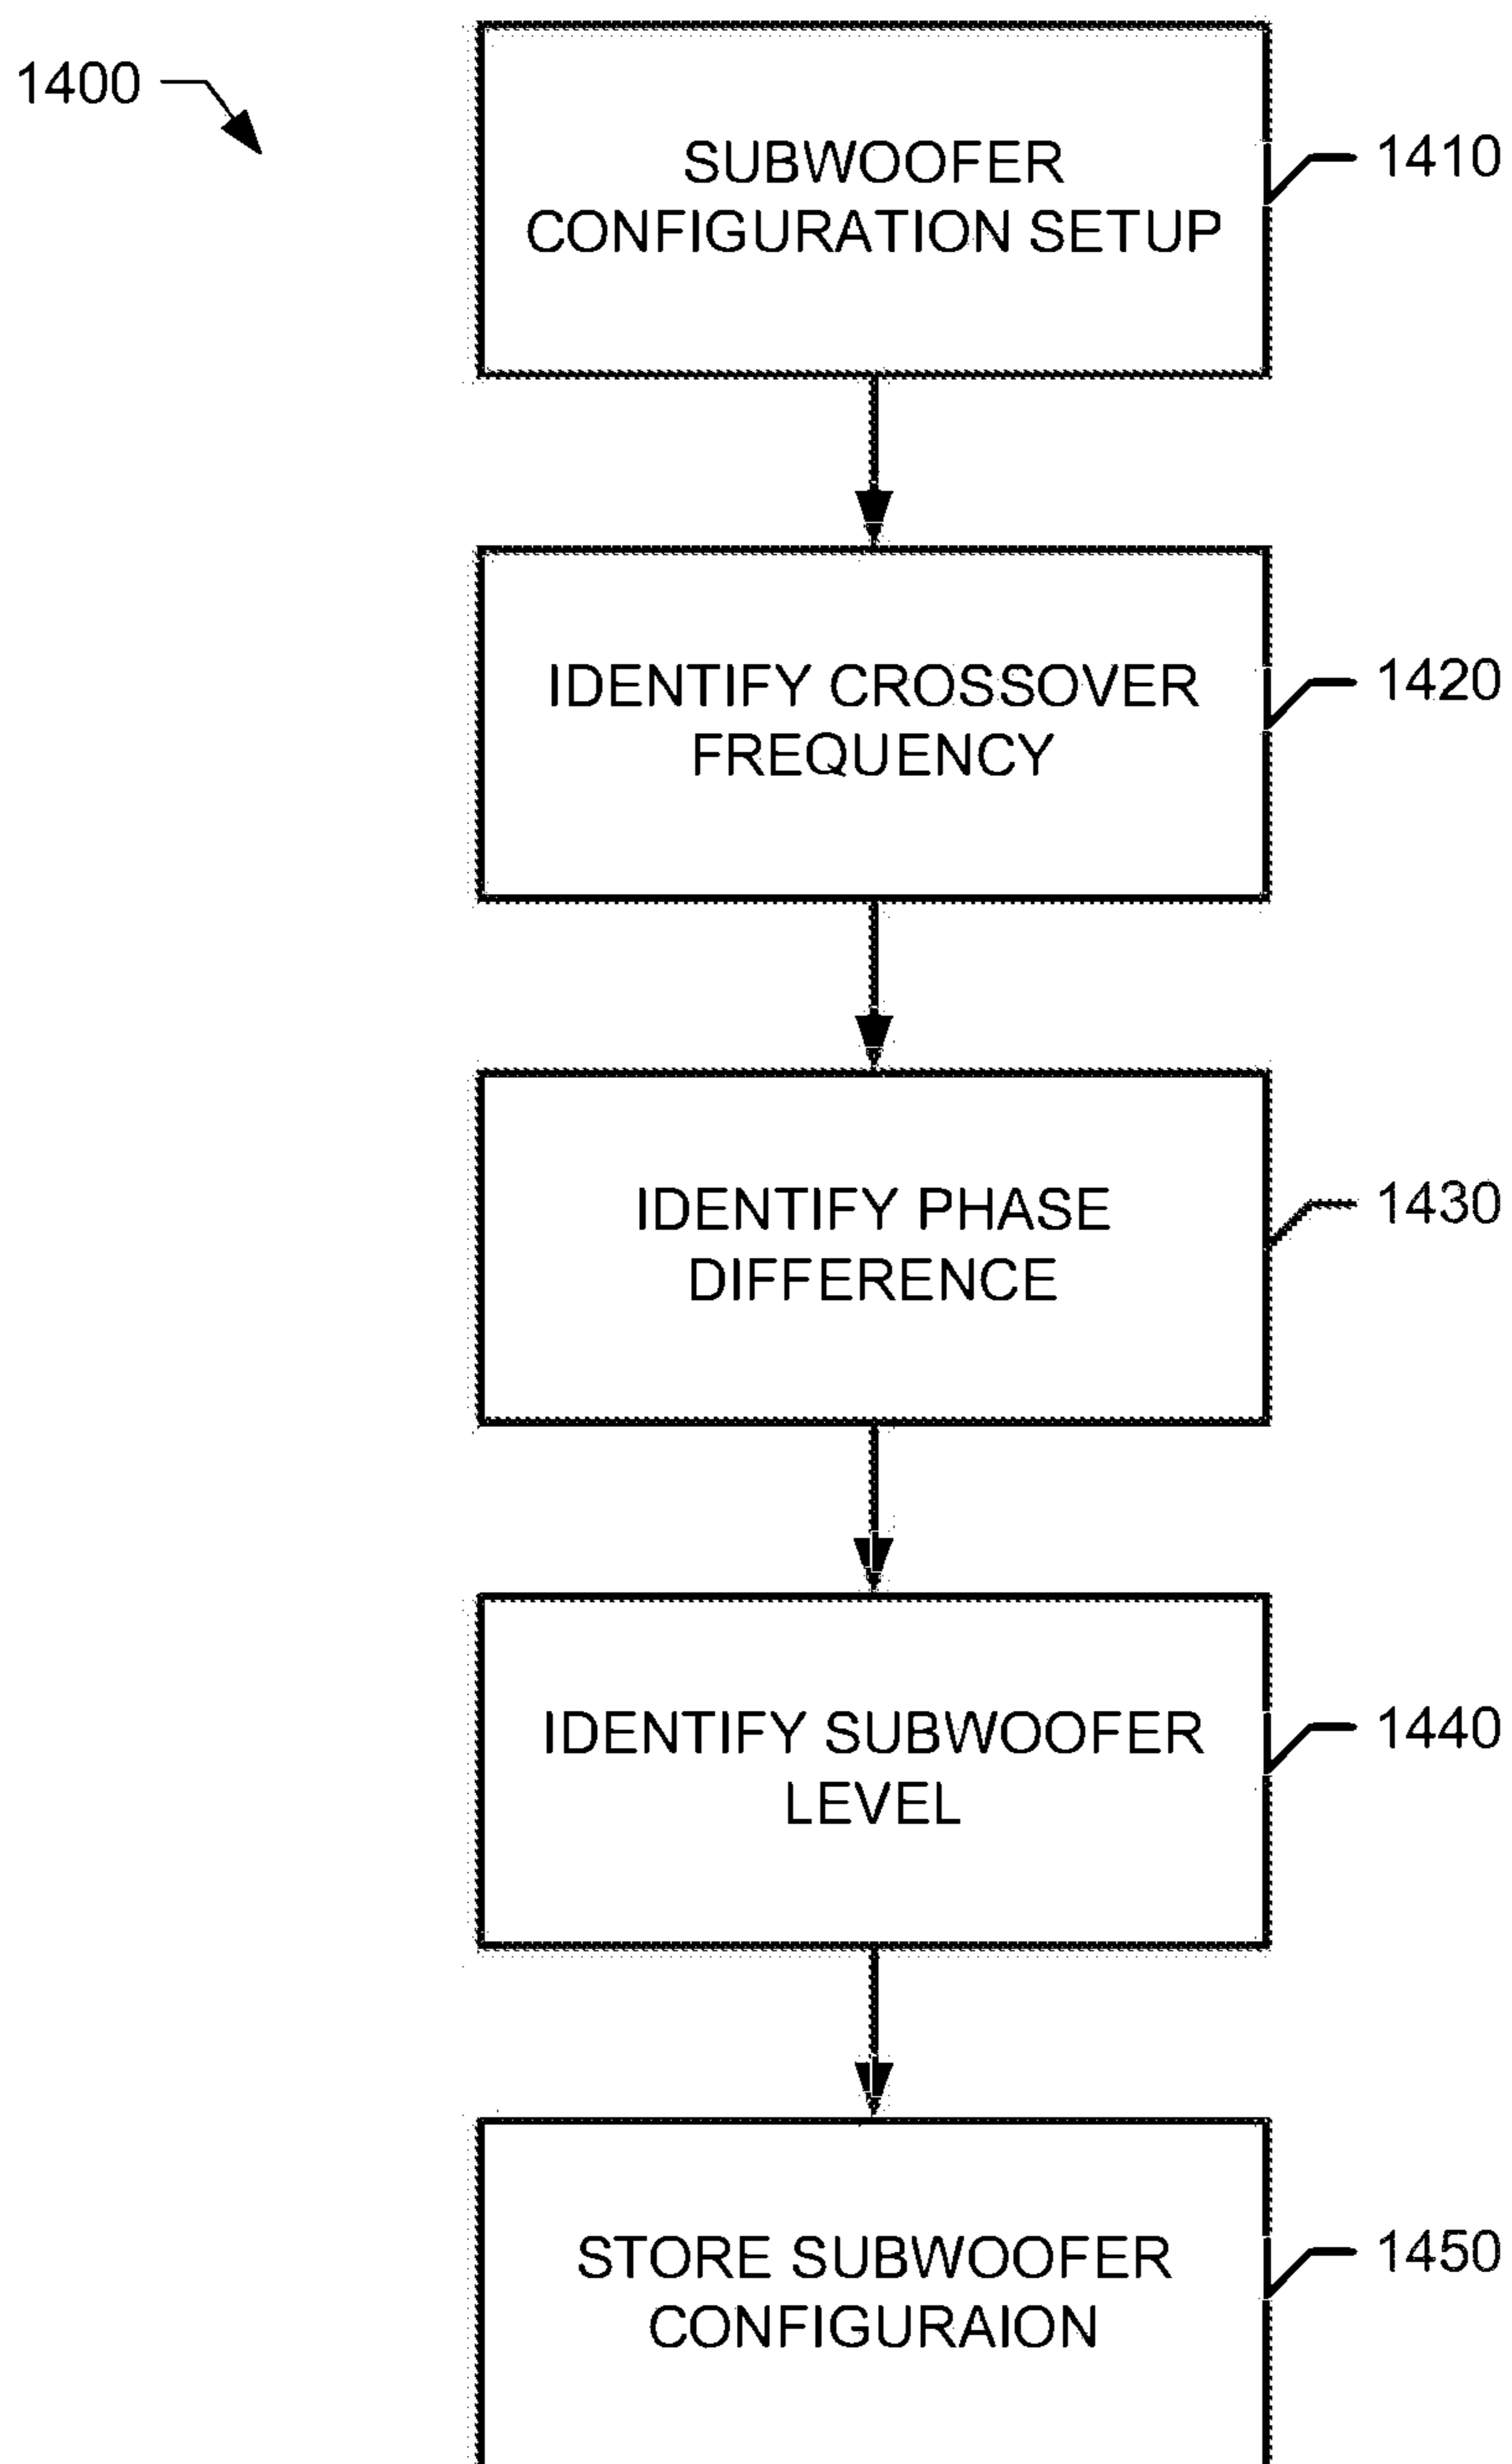 1400
SUBWOOFER
CONFIGURATION SETUP
1410
IDENTIFY CROSSOVER
FREQUENCY
1420
IDENTIFY PHASE
DIFFERENCE
1430
IDENTIFY SUBWOOFER
LEVEL
1440
STORE SUBWOOFER
CONFIGURAION
1450